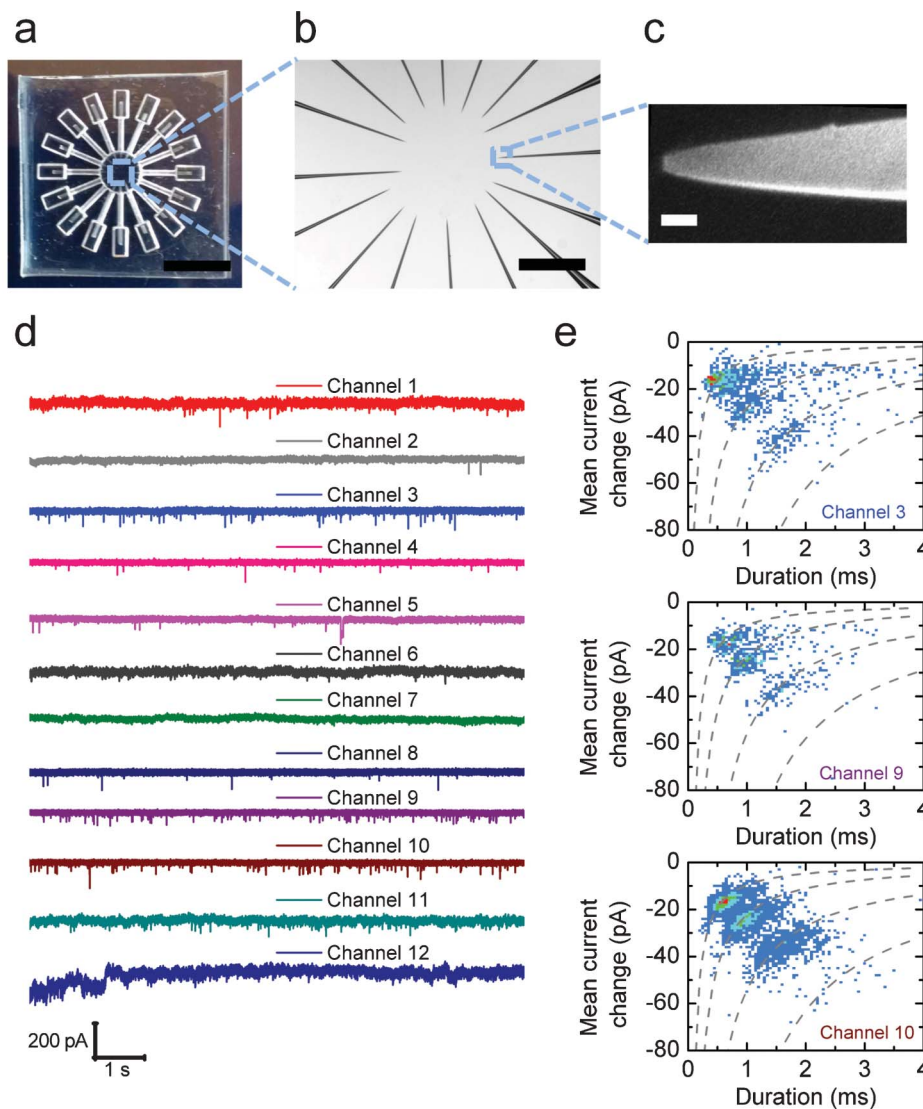 a
b
c
d
Channel 1
Channel 2
Channel 3
Channel 4
Channel 5
Channel 6
Channel 7
Channel 8
Channel 9
Channel 10
Channel 11
Channel 12
200 pA
1 s
e
0
-20
-40
-60
-80
Mean current
change (pA)
Channel 3
0 1 2 3 4
Duration (ms)
0
-20
-40
-60
-80
Mean current
change (pA)
Channel 9
0 1 2 3 4
Duration (ms)
0
-20
-40
-60
-80
Mean current
change (pA)
Channel 10
0 1 2 3 4
Duration (ms)